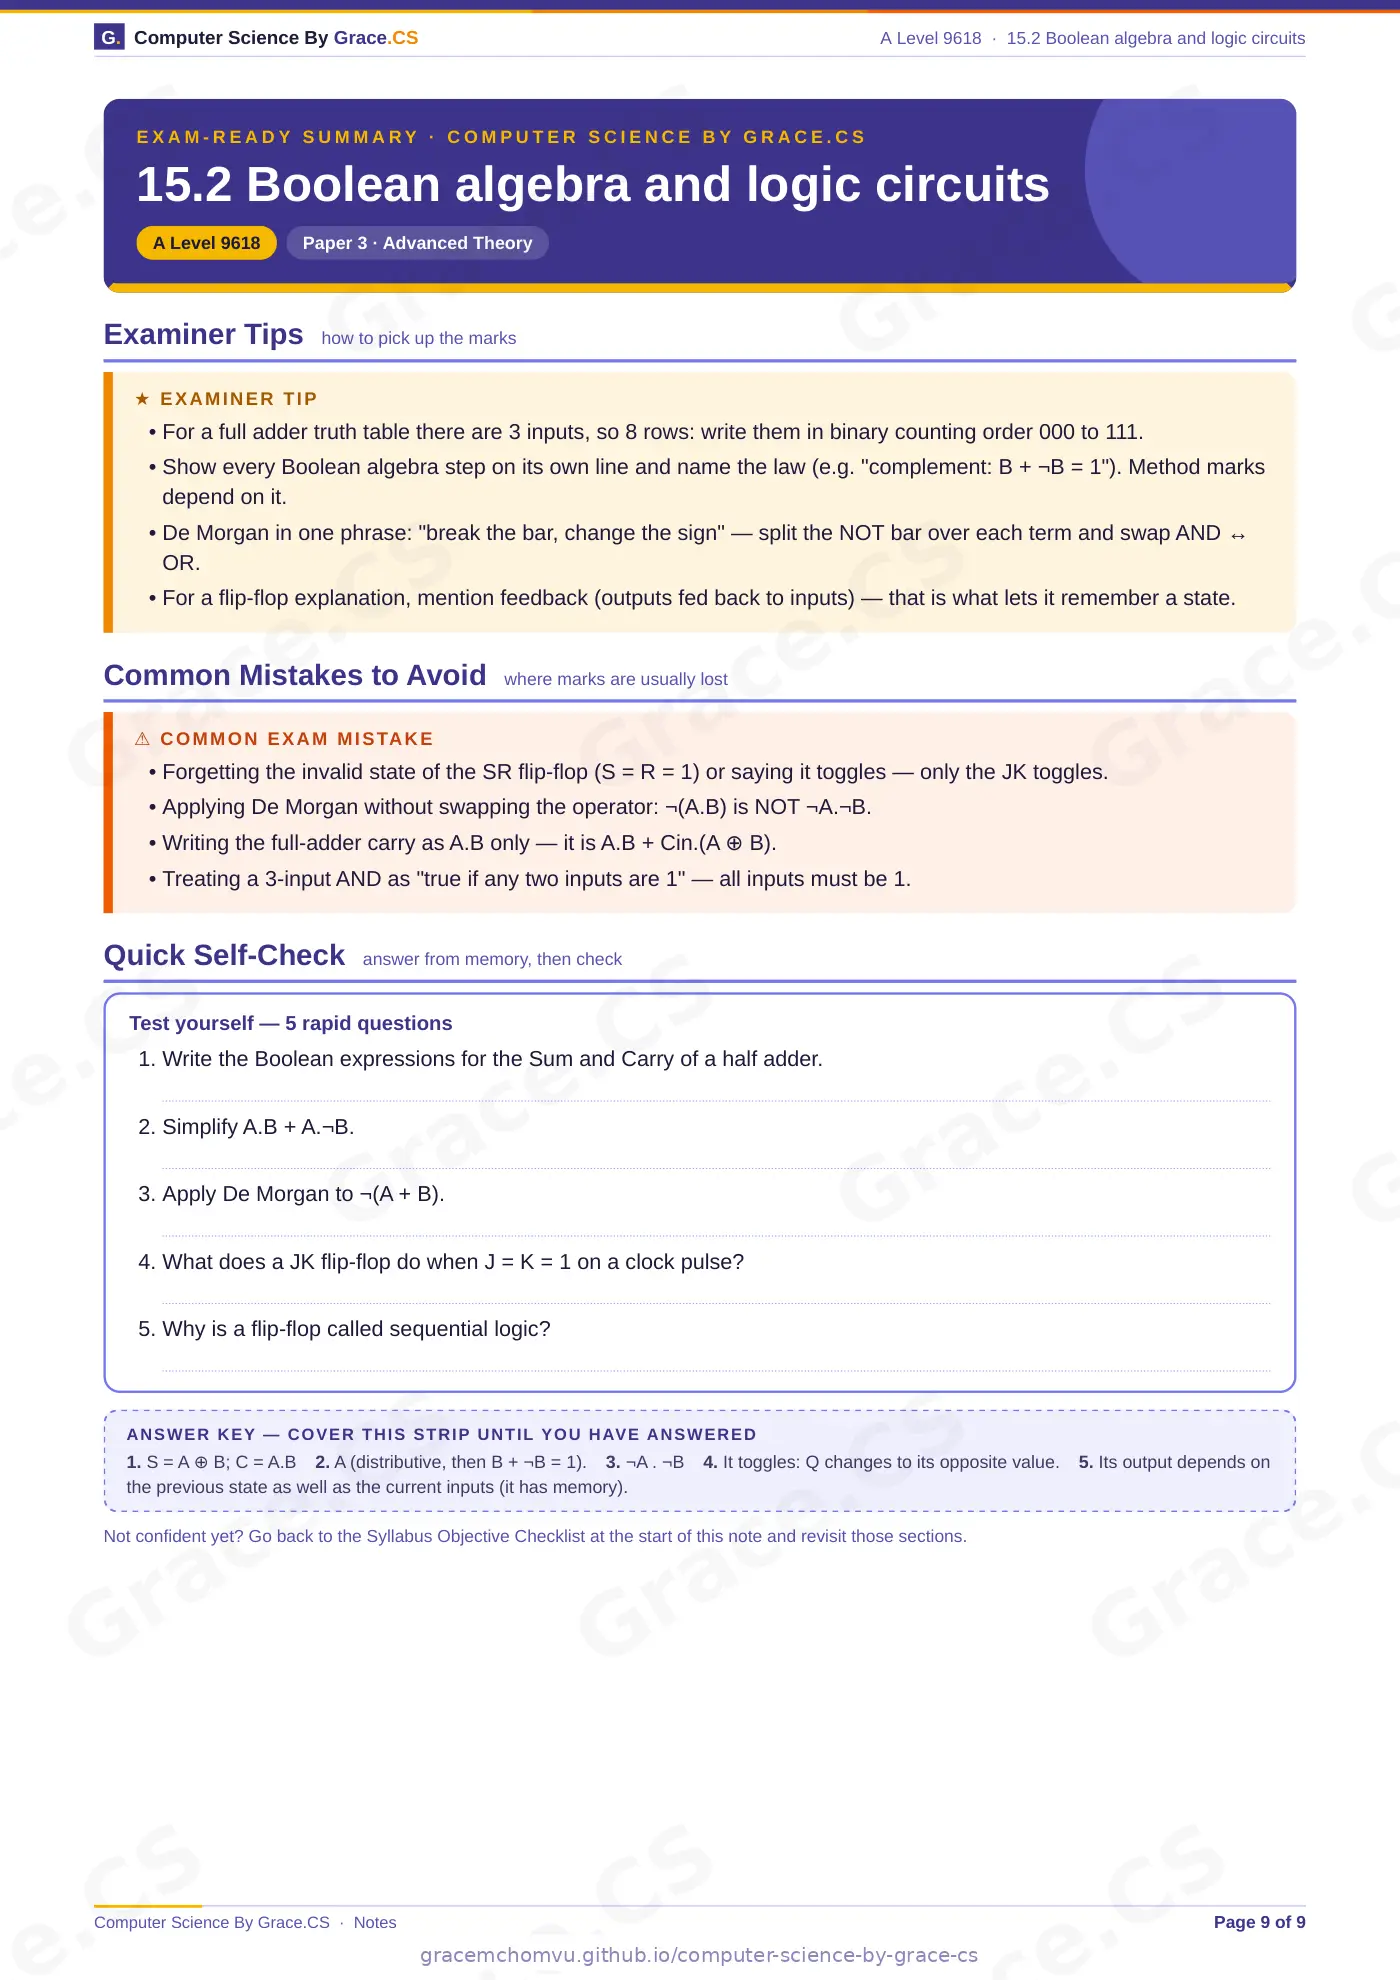 G. Computer Science By Grace.CS
A Level 9618 · 15.2 Boolean algebra and logic circuits
EXAM-READY SUMMARY · COMPUTER SCIENCE BY GRACE.CS
15.2 Boolean algebra and logic circuits
A Level 9618
Paper 3 · Advanced Theory
Examiner Tips how to pick up the marks
★ EXAMINER TIP
• For a full adder truth table there are 3 inputs, so 8 rows: write them in binary counting order 000 to 111.
• Show every Boolean algebra step on its own line and name the law (e.g. "complement: B + ¬B = 1"). Method marks
depend on it.
• De Morgan in one phrase: "break the bar, change the sign" — split the NOT bar over each term and swap AND ↔
OR.
• For a flip-flop explanation, mention feedback (outputs fed back to inputs) — that is what lets it remember a state.
Common Mistakes to Avoid where marks are usually lost
⚠ COMMON EXAM MISTAKE
• Forgetting the invalid state of the SR flip-flop (S = R = 1) or saying it toggles — only the JK toggles.
• Applying De Morgan without swapping the operator: ¬(A.B) is NOT ¬A.¬B.
• Writing the full-adder carry as A.B only — it is A.B + Cin.(A ⊕ B).
• Treating a 3-input AND as "true if any two inputs are 1" — all inputs must be 1.
Quick Self-Check answer from memory, then check
Test yourself — 5 rapid questions
1. Write the Boolean expressions for the Sum and Carry of a half adder.
2. Simplify A.B + A.¬B.
3. Apply De Morgan to ¬(A + B).
4. What does a JK flip-flop do when J = K = 1 on a clock pulse?
5. Why is a flip-flop called sequential logic?
ANSWER KEY — COVER THIS STRIP UNTIL YOU HAVE ANSWERED
1. S = A ⊕ B; C = A.B 2. A (distributive, then B + ¬B = 1). 3. ¬A . ¬B 4. It toggles: Q changes to its opposite value. 5. Its output depends on
the previous state as well as the current inputs (it has memory).
Not confident yet? Go back to the Syllabus Objective Checklist at the start of this note and revisit those sections.
Computer Science By Grace.CS · Notes
Page 9 of 9
gracemchomvu.github.io/computer-science-by-grace-cs